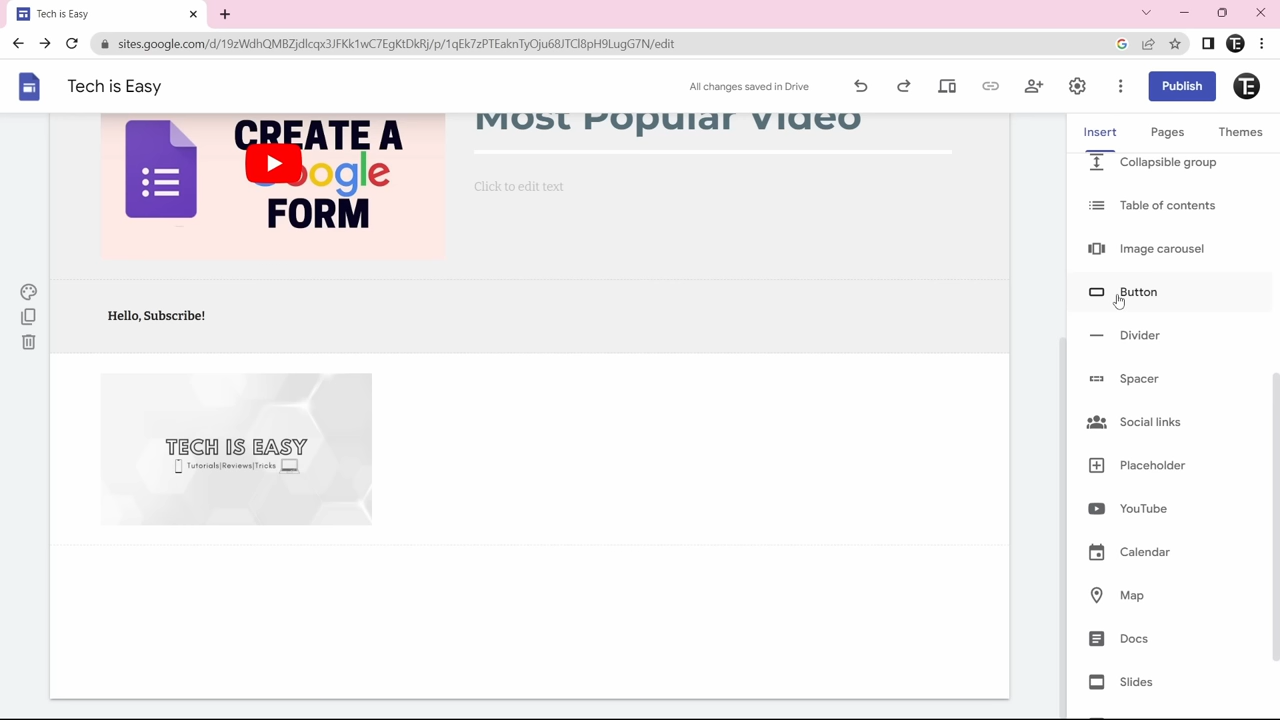 Tech is Easy
sites.google.com/d/19zWdhQMBZjdlcqx3JFKk1wC7EgKtDkRj/p/1qEk7zPTEaknTyOju68JTCl8pH9LugG7N/edit
Tech is Easy
All changes saved in Drive
Publish
Insert
Pages
Themes
CREATE A
Google
FORM
Most Popular Video
Click to edit text
Hello, Subscribe!
TECH IS EASY
Tutorials|Reviews|Tricks
Collapsible group
Table of contents
Image carousel
Button
Divider
Spacer
Social links
Placeholder
YouTube
Calendar
Map
Docs
Slides